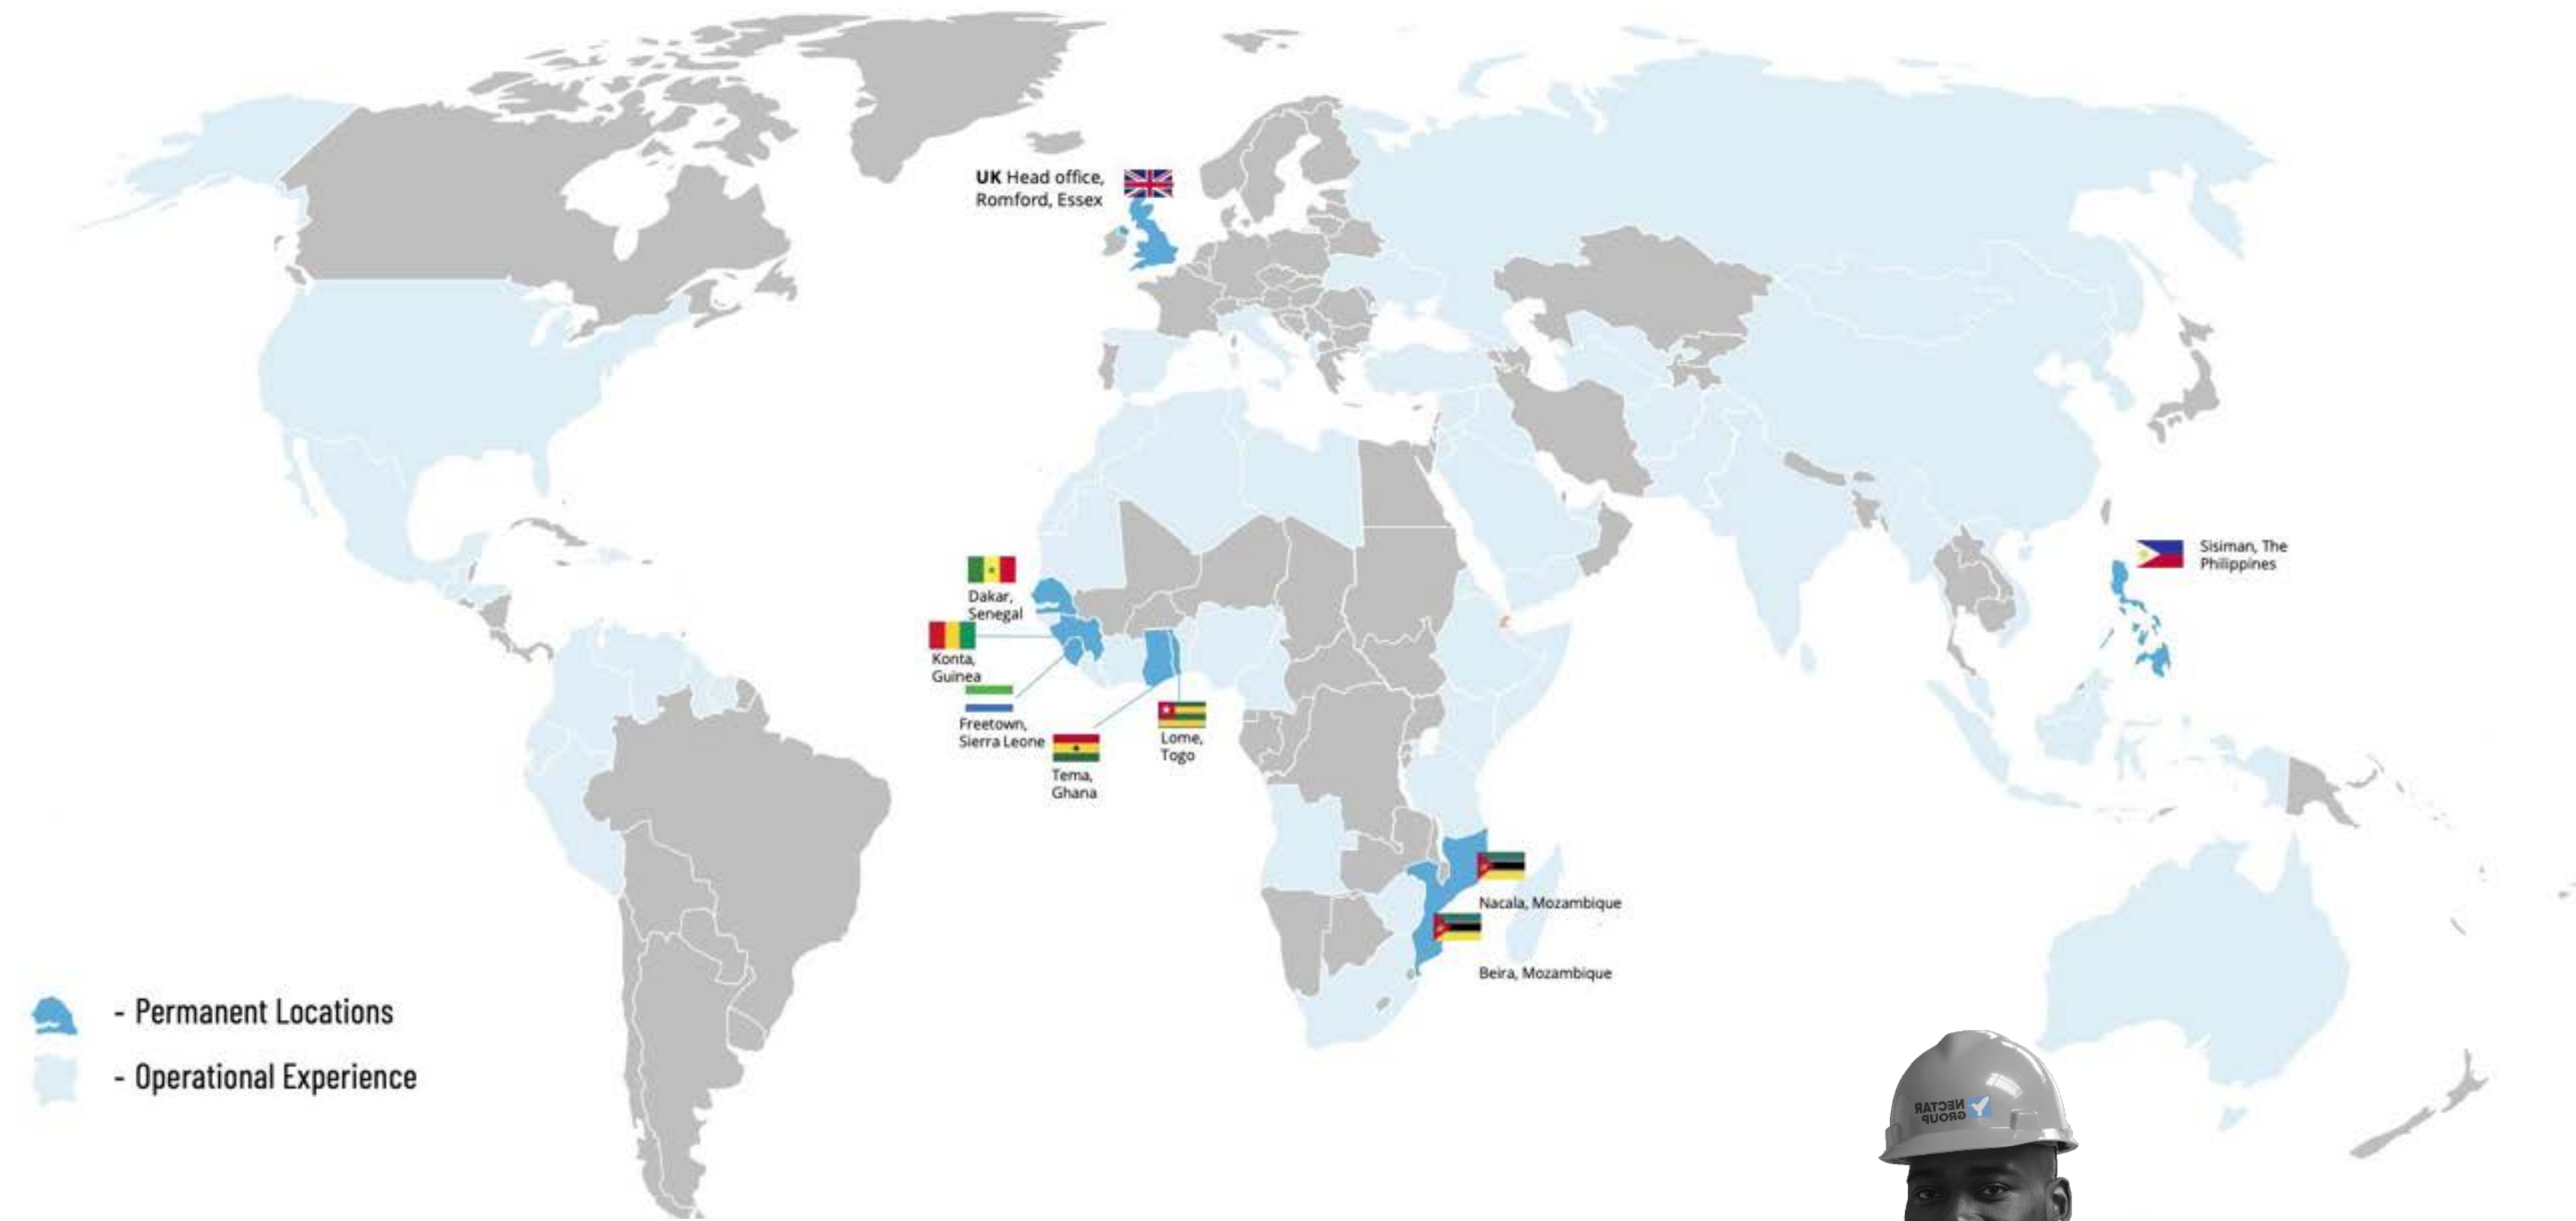 UK Head office,
Romford, Essex
Dakar,
Senegal
Konta,
Guinea
Freetown,
Sierra Leone
Tema,
Ghana
Lome,
Togo
Sisiman, The
Philippines
Nacala, Mozambique
Beira, Mozambique
- Permanent Locations
- Operational Experience
NECTAR
GROUP